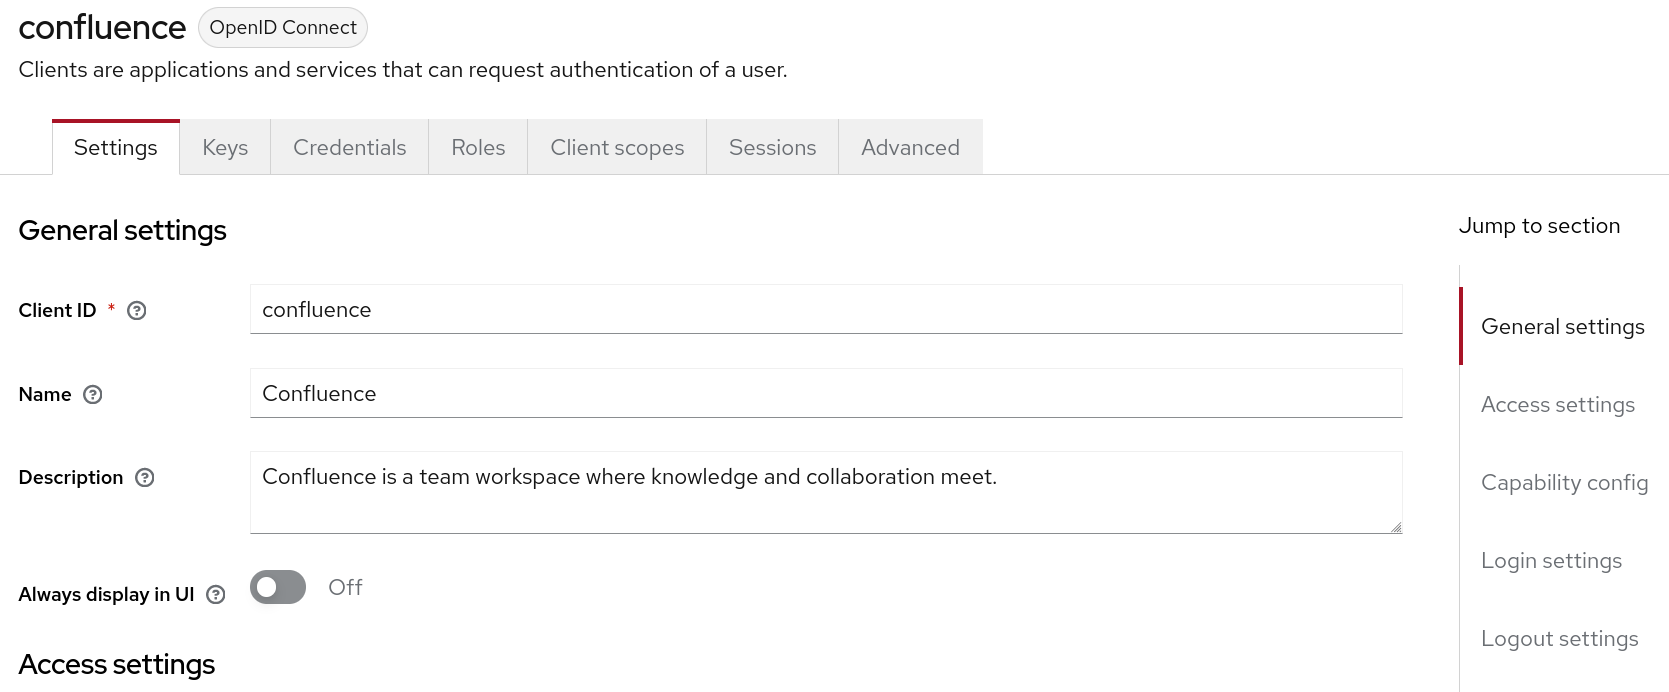 confluence OpenID Connect
Clients are applications and services that can request authentication of a user.
Settings Keys Credentials Roles Client scopes Sessions Advanced
General settings
Client ID * confluence
Name Confluence
Description Confluence is a team workspace where knowledge and collaboration meet.
Always display in UI Off
Access settings
Jump to section
General settings
Access settings
Capability config
Login settings
Logout settings